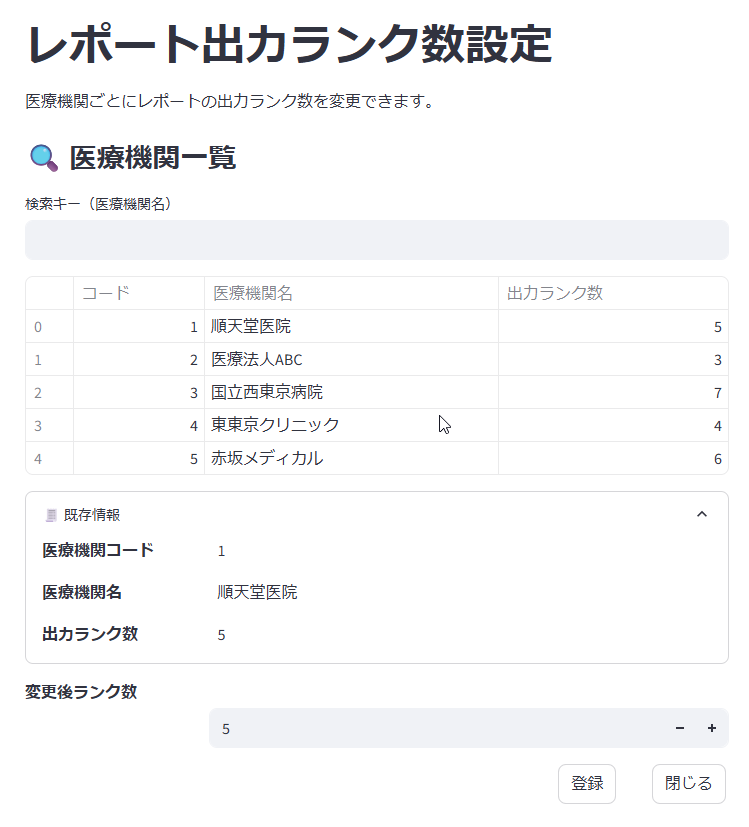 レポート出力ランク数設定
医療機関ごとにレポートの出力ランク数を変更できます。
医療機関一覧
検索キー（医療機関名）
コード 医療機関名 出力ランク数
0 1 順天堂医院 5
1 2 医療法人ABC 3
2 3 国立西東京病院 7
3 4 東東京クリニック 4
4 5 赤坂メディカル 6
既存情報
医療機関コード 1
医療機関名 順天堂医院
出力ランク数 5
変更後ランク数
5 − +
登録 閉じる